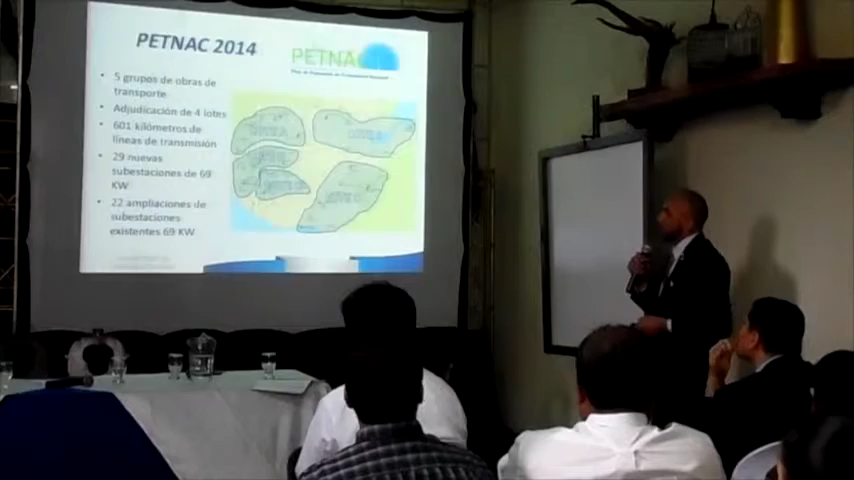 PETNAC 2014
PETNAC
• 5 grupos de obras de
transporte
• Adjudicación de 4 lotes
• 601 kilómetros de
líneas de transmisión
• 29 nuevas
subestaciones de 69
KW
• 22 ampliaciones de
subestaciones
existentes 69 KW.